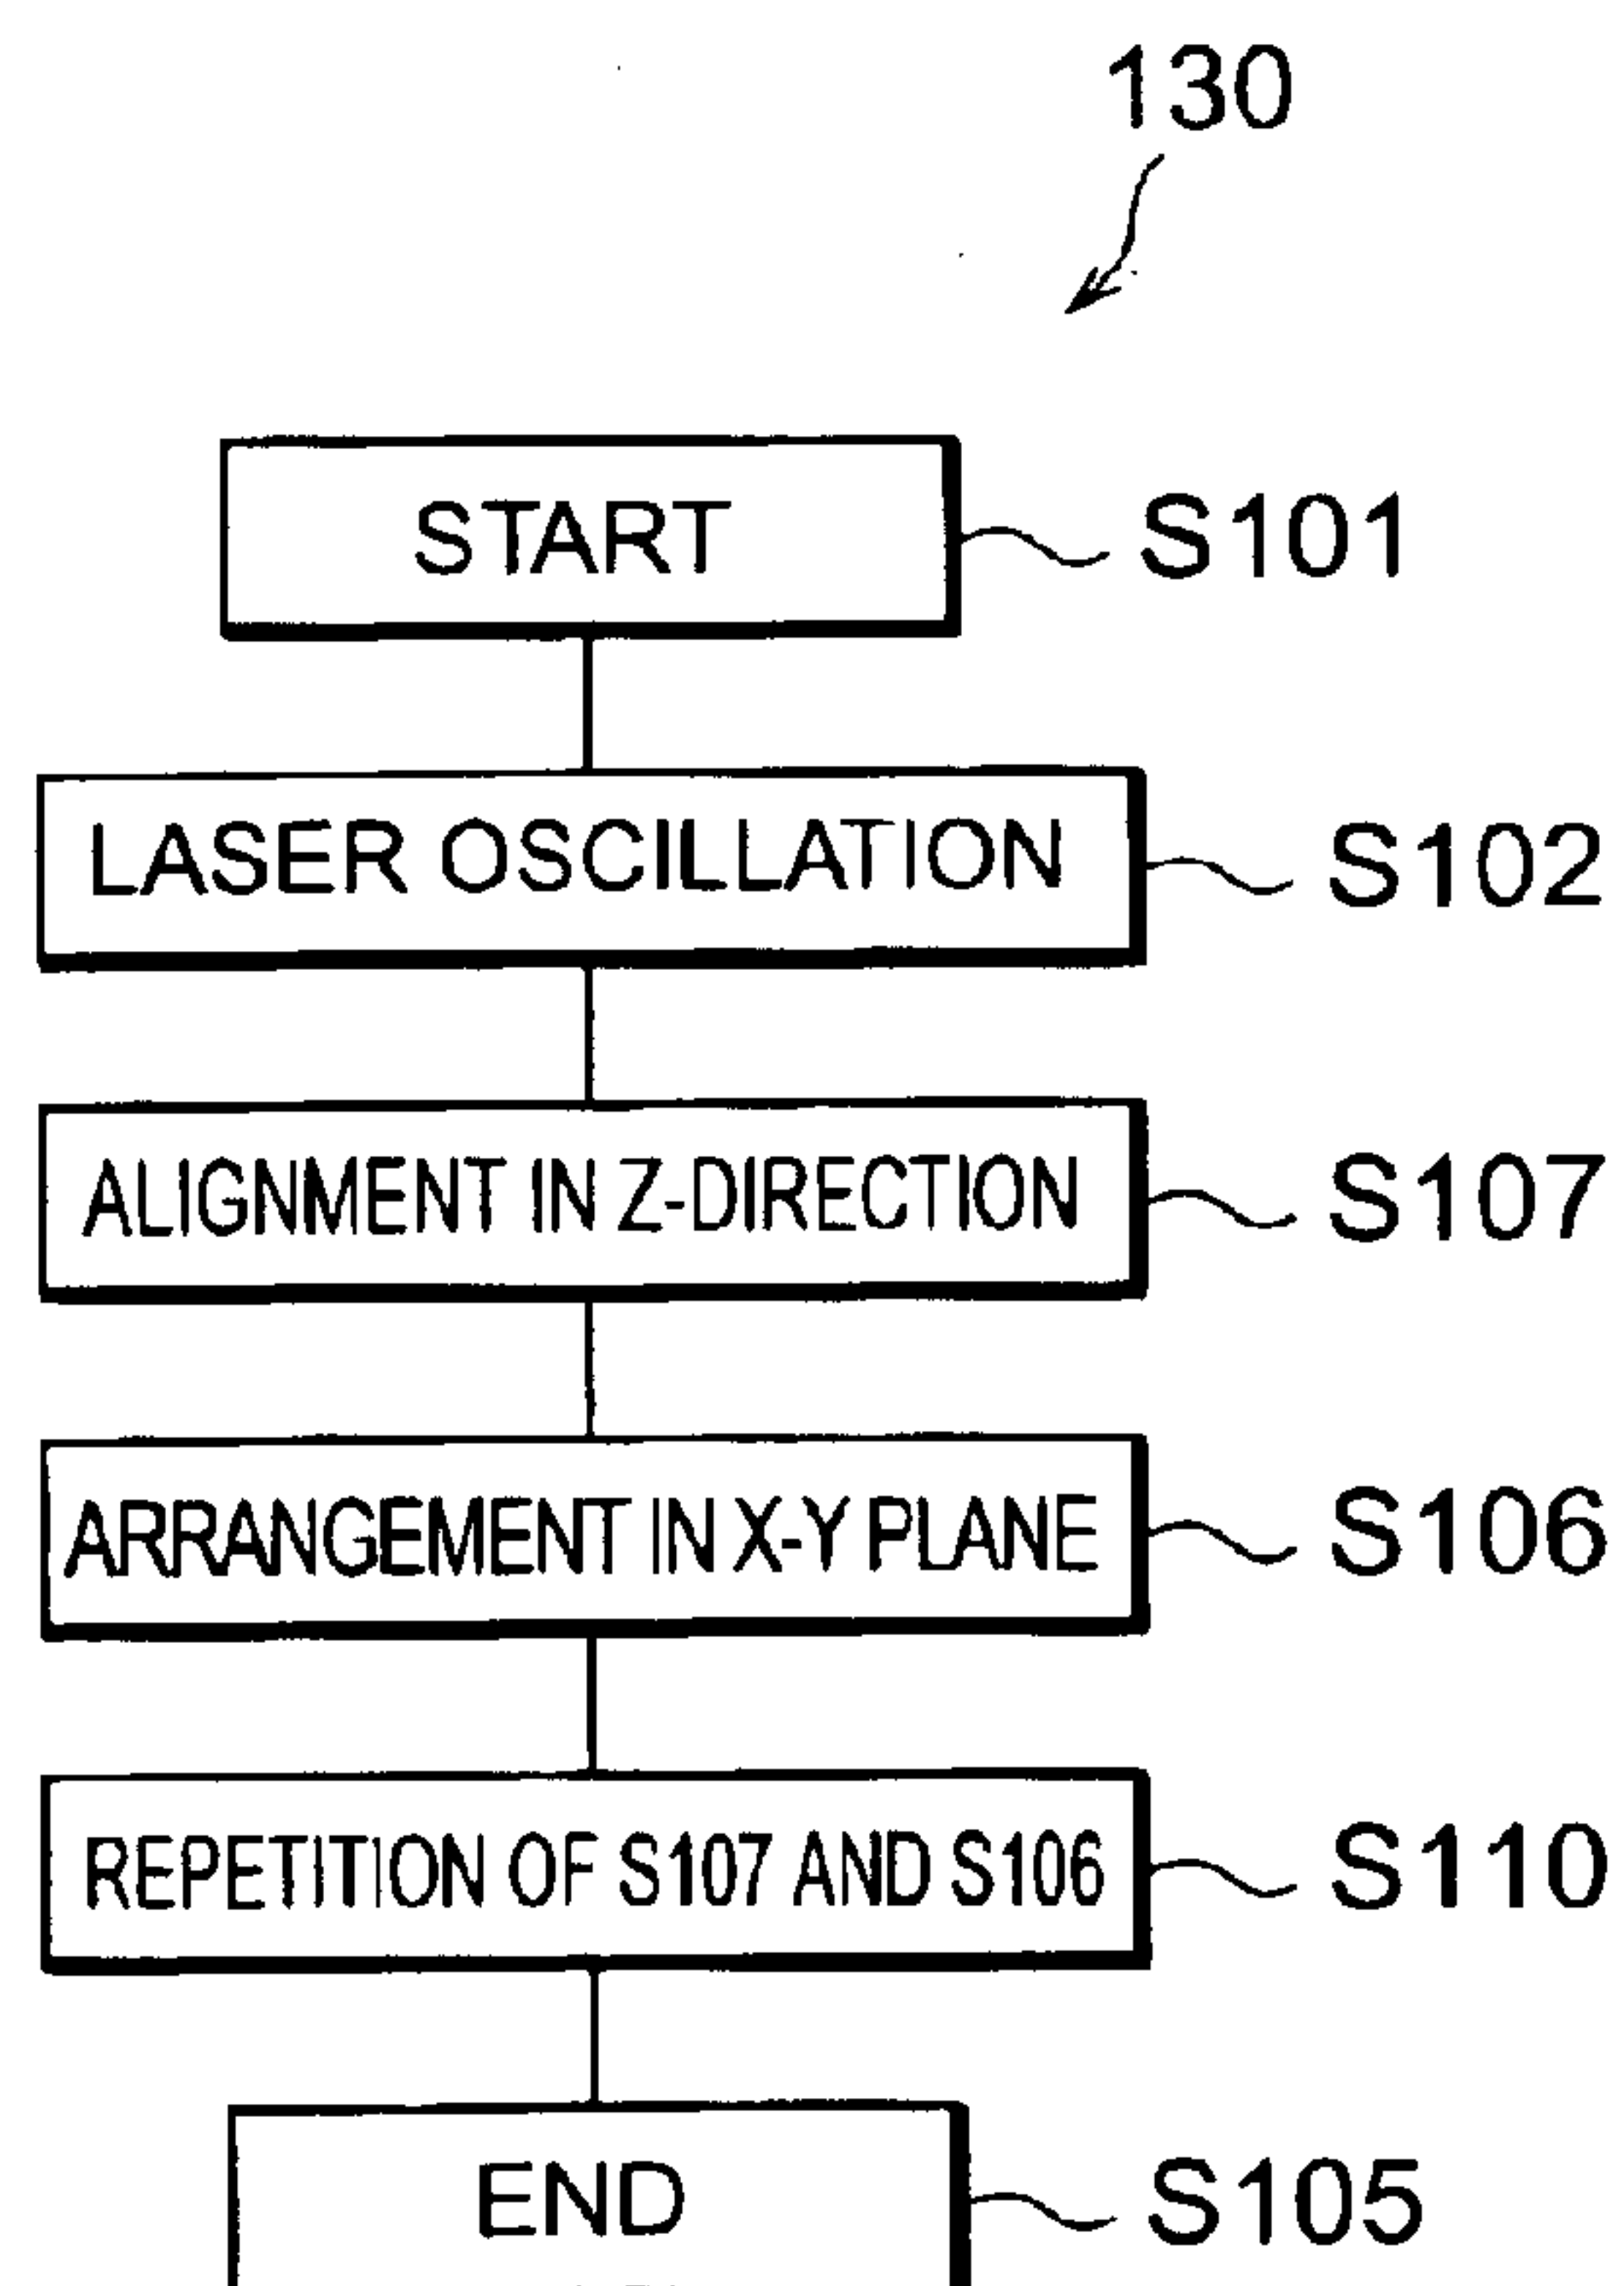 130
START S101
LASER OSCILLATION S102
ALIGNMENT IN Z-DIRECTION S107
ARRANGEMENT IN X-Y PLANE S106
REPETITION OF S107 AND S106 S110
END S105